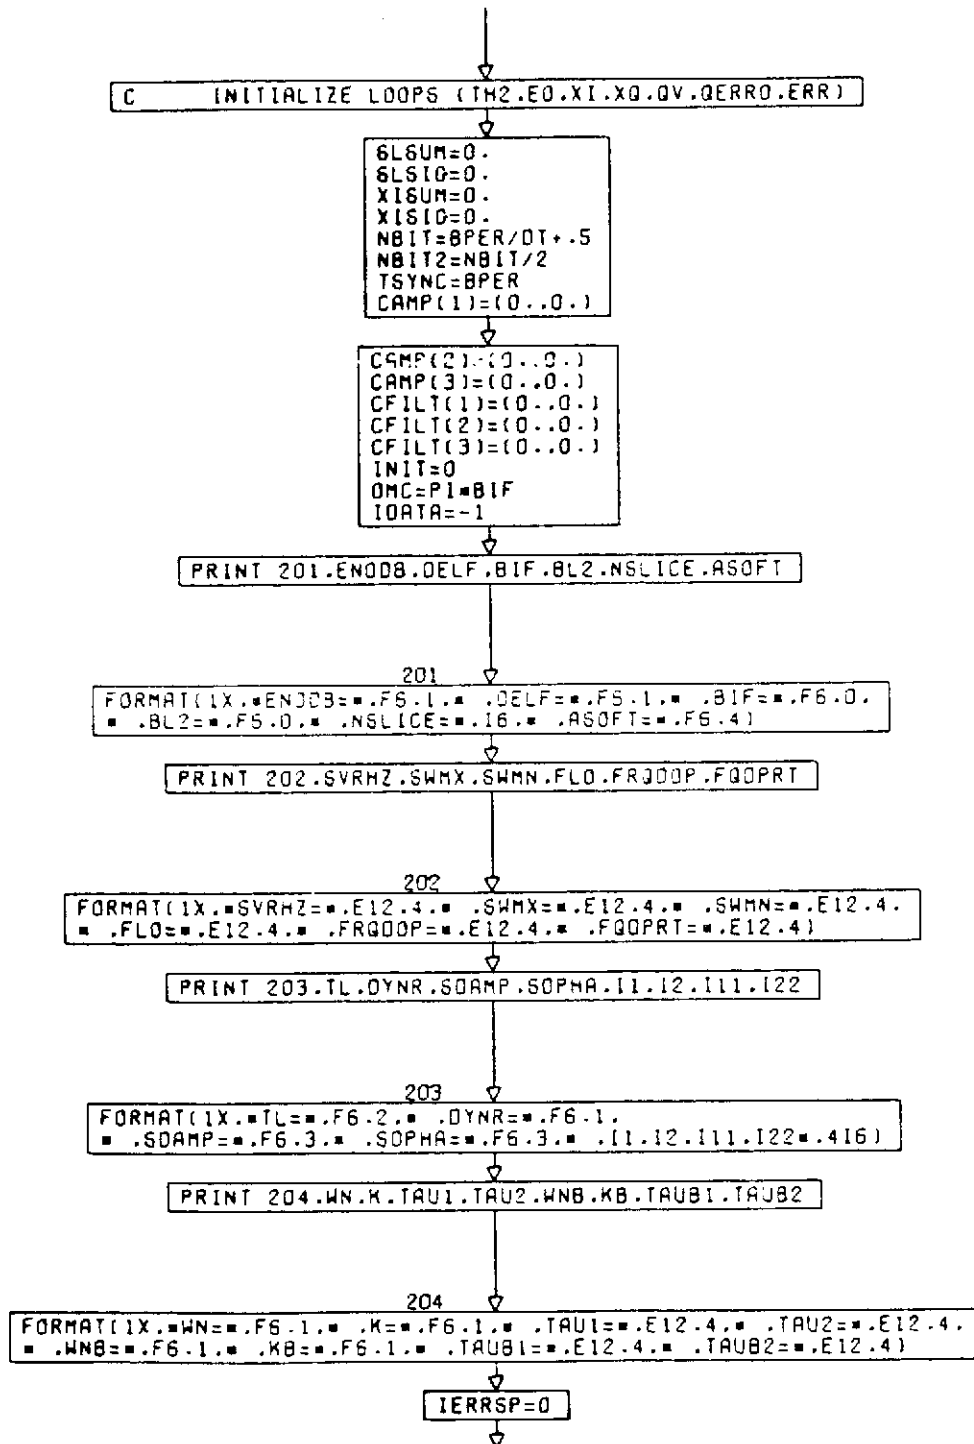 C INITIALIZE LOOPS (TH2.EO.XI.XQ.QV.QERRO.ERR)
SLSUM=0.
SLSIG=0.
XISUM=0.
XISIG=0.
NBIT=BPER/DT+.5
NBIT2=NBIT/2
TSYNC=BPER
CAMP(1)=(0..0.)
CAMP(2)=(0..0.)
CAMP(3)=(0..0.)
CFILT(1)=(0..0.)
CFILT(2)=(0..0.)
CFILT(3)=(0..0.)
INIT=0
OMC=PI*BIF
IDATA=-1
PRINT 201.ENODB.DELF.BIF.BL2.NSLICE.ASOFT
201
FORMAT(1X.*ENODB=*.F5.1.* .DELF=*.F5.1.* .BIF=*.F6.0.
* .BL2=*.F5.0.* .NSLICE=*.I6.* .ASOFT=*.F6.4)
PRINT 202.SVRHZ.SWMX.SWMN.FLO.FRQDOP.FQDPRT
202
FORMAT(1X.*SVRHZ=*.E12.4.* .SWMX=*.E12.4.* .SWMN=*.E12.4.
* .FLO=*.E12.4.* .FRQDOP=*.E12.4.* .FQDPRT=*.E12.4)
PRINT 203.TL.DYNR.SDAMP.SDPHA.I1.I2.I11.I22
203
FORMAT(1X.*TL=*.F6.2.* .DYNR=*.F6.1.
* .SDAMP=*.F6.3.* .SDPHA=*.F6.3.* .I1.I2.I11.I22*.4I6)
PRINT 204.WN.K.TAU1.TAU2.WNB.KB.TAUB1.TAUB2
204
FORMAT(1X.*WN=*.F6.1.* .K=*.F6.1.* .TAU1=*.E12.4.* .TAU2=*.E12.4.
* .WNB=*.F6.1.* .KB=*.F6.1.* .TAUB1=*.E12.4.* .TAUB2=*.E12.4)
IERRSP=0